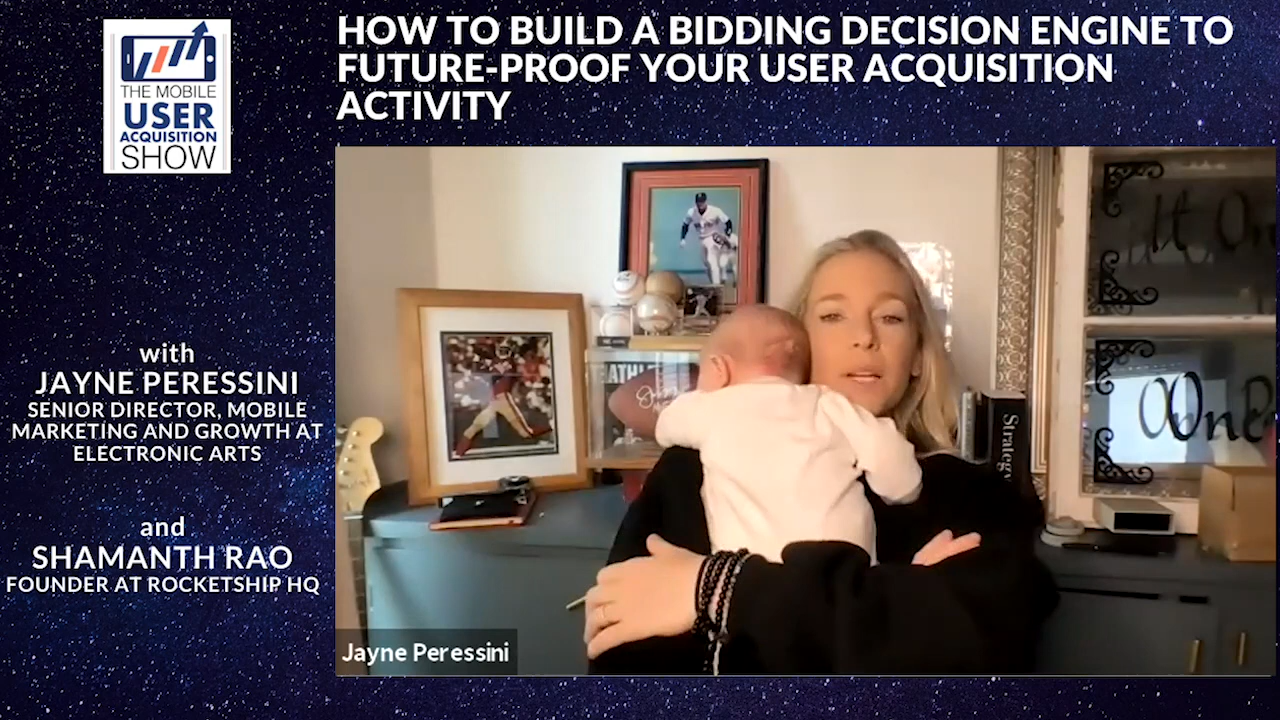 THE MOBILE
USER
ACQUISITION
SHOW
HOW TO BUILD A BIDDING DECISION ENGINE TO
FUTURE-PROOF YOUR USER ACQUISITION
ACTIVITY
with
JAYNE PERESSINI
SENIOR DIRECTOR, MOBILE
MARKETING AND GROWTH AT
ELECTRONIC ARTS
and
SHAMANTH RAO
FOUNDER AT ROCKETSHIP HQ
Strategy
Jayne Peressini